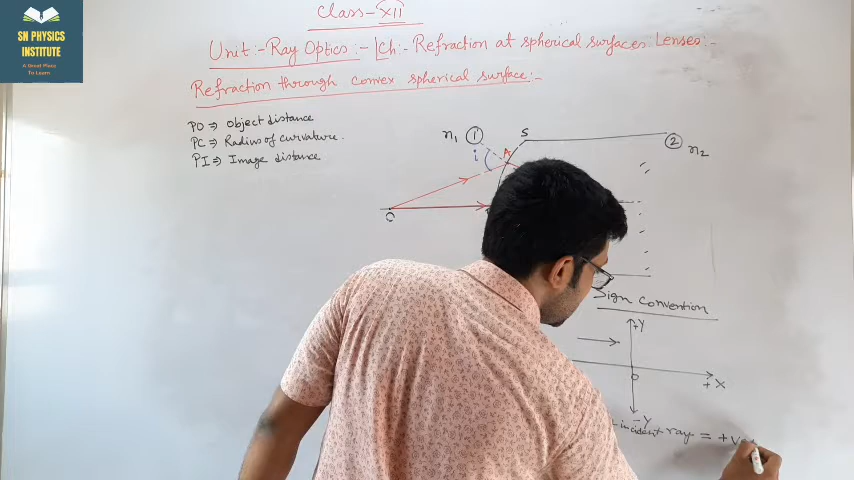 SN PHYSICS
INSTITUTE
A Great Place
To Learn
Class-XII
Unit:- Ray Optics:- Ch:- Refraction at spherical surfaces Lenses:-
Refraction through convex spherical surface:-
PO ⇒ Object distance
PC ⇒ Radius of curvature.
PI ⇒ Image distance
n₁ ① S
② n₂
i A
O
Sign Convention
+Y
O
+X
-Y
incident ray = +v